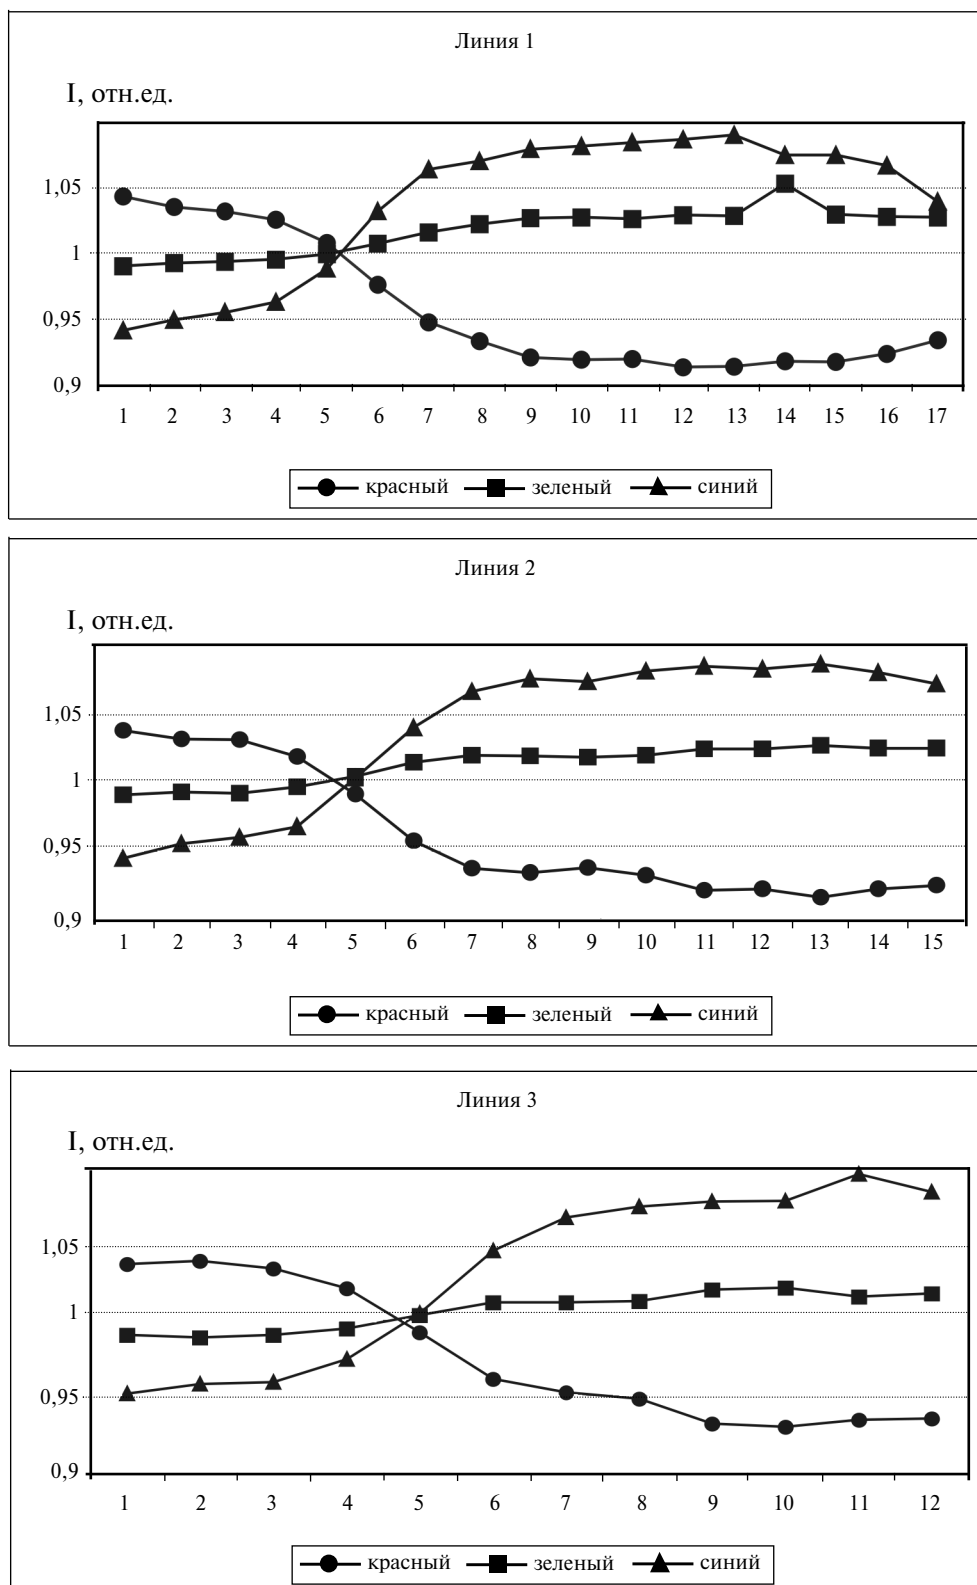 Линия 1
I, отн.ед.
1,05
1
0,95
0,9
1 2 3 4 5 6 7 8 9 10 11 12 13 14 15 16 17
красный зеленый синий
Линия 2
I, отн.ед.
1,05
1
0,95
0,9
1 2 3 4 5 6 7 8 9 10 11 12 13 14 15
красный зеленый синий
Линия 3
I, отн.ед.
1,05
1
0,95
0,9
1 2 3 4 5 6 7 8 9 10 11 12
красный зеленый синий